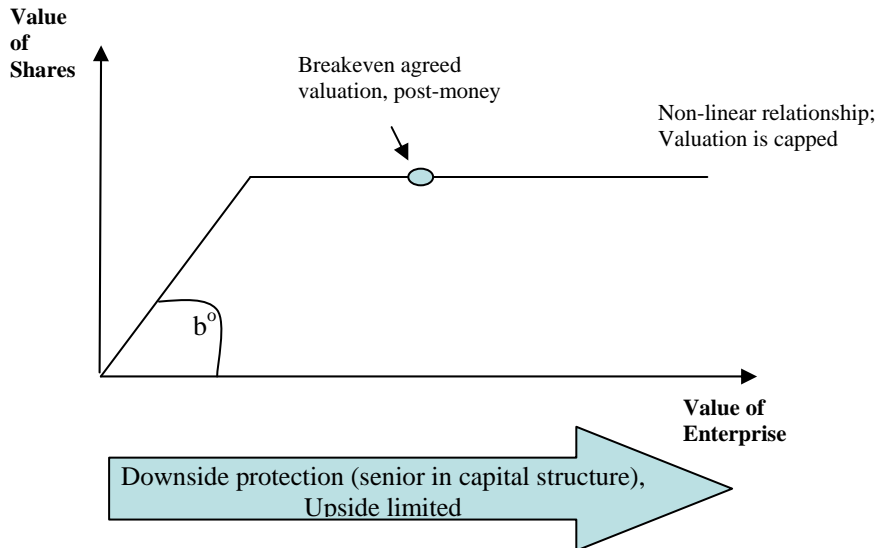 Value
of
Shares
Breakeven agreed
valuation, post-money
Non-linear relationship;
Valuation is capped
b°
Value of
Enterprise
Downside protection (senior in capital structure),
Upside limited